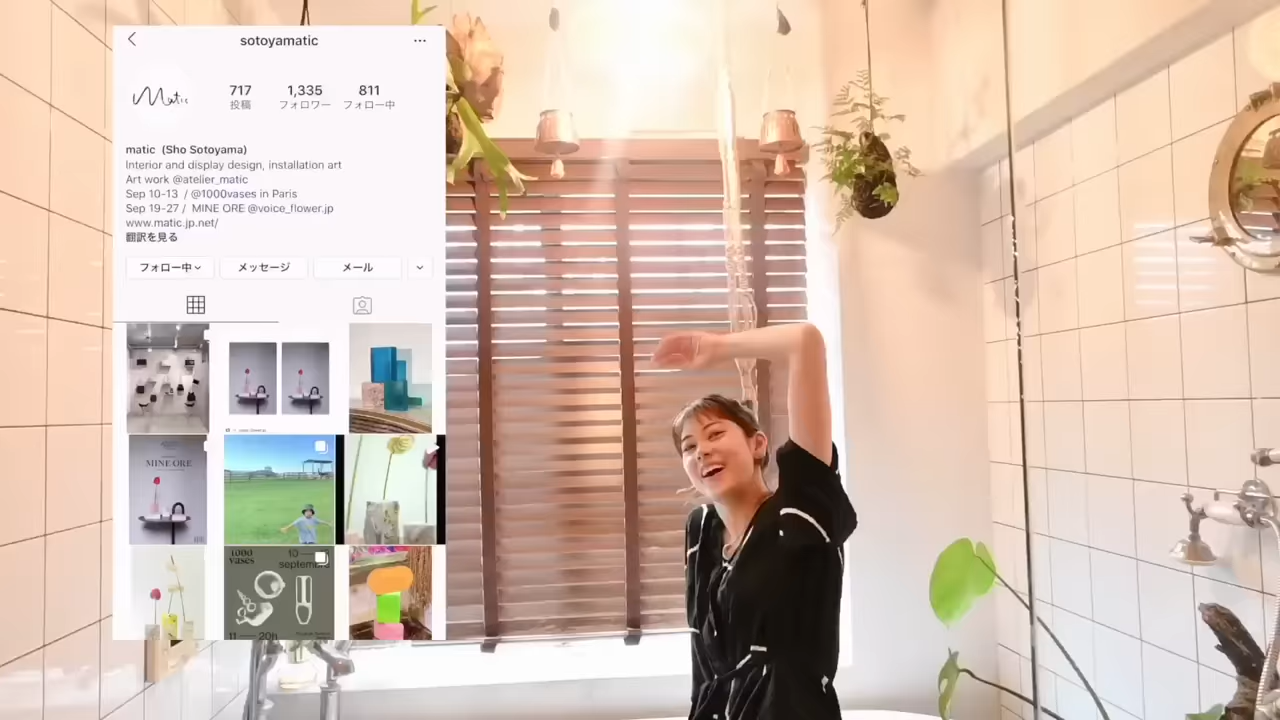 sotoyamatic
Matic
717 1,335 811
投稿 フォロワー フォロー中
matic (Sho Sotoyama)
Interior and display design, installation art
Art work @atelier_matic
Sep 10-13 / @1000vases in Paris
Sep 19-27 / MINE ORE @voice_flower.jp
www.matic.jp.net/
翻訳を見る
フォロー中 メッセージ メール
MINE ORE
1000 vases
10 — septembre
11 — 20h